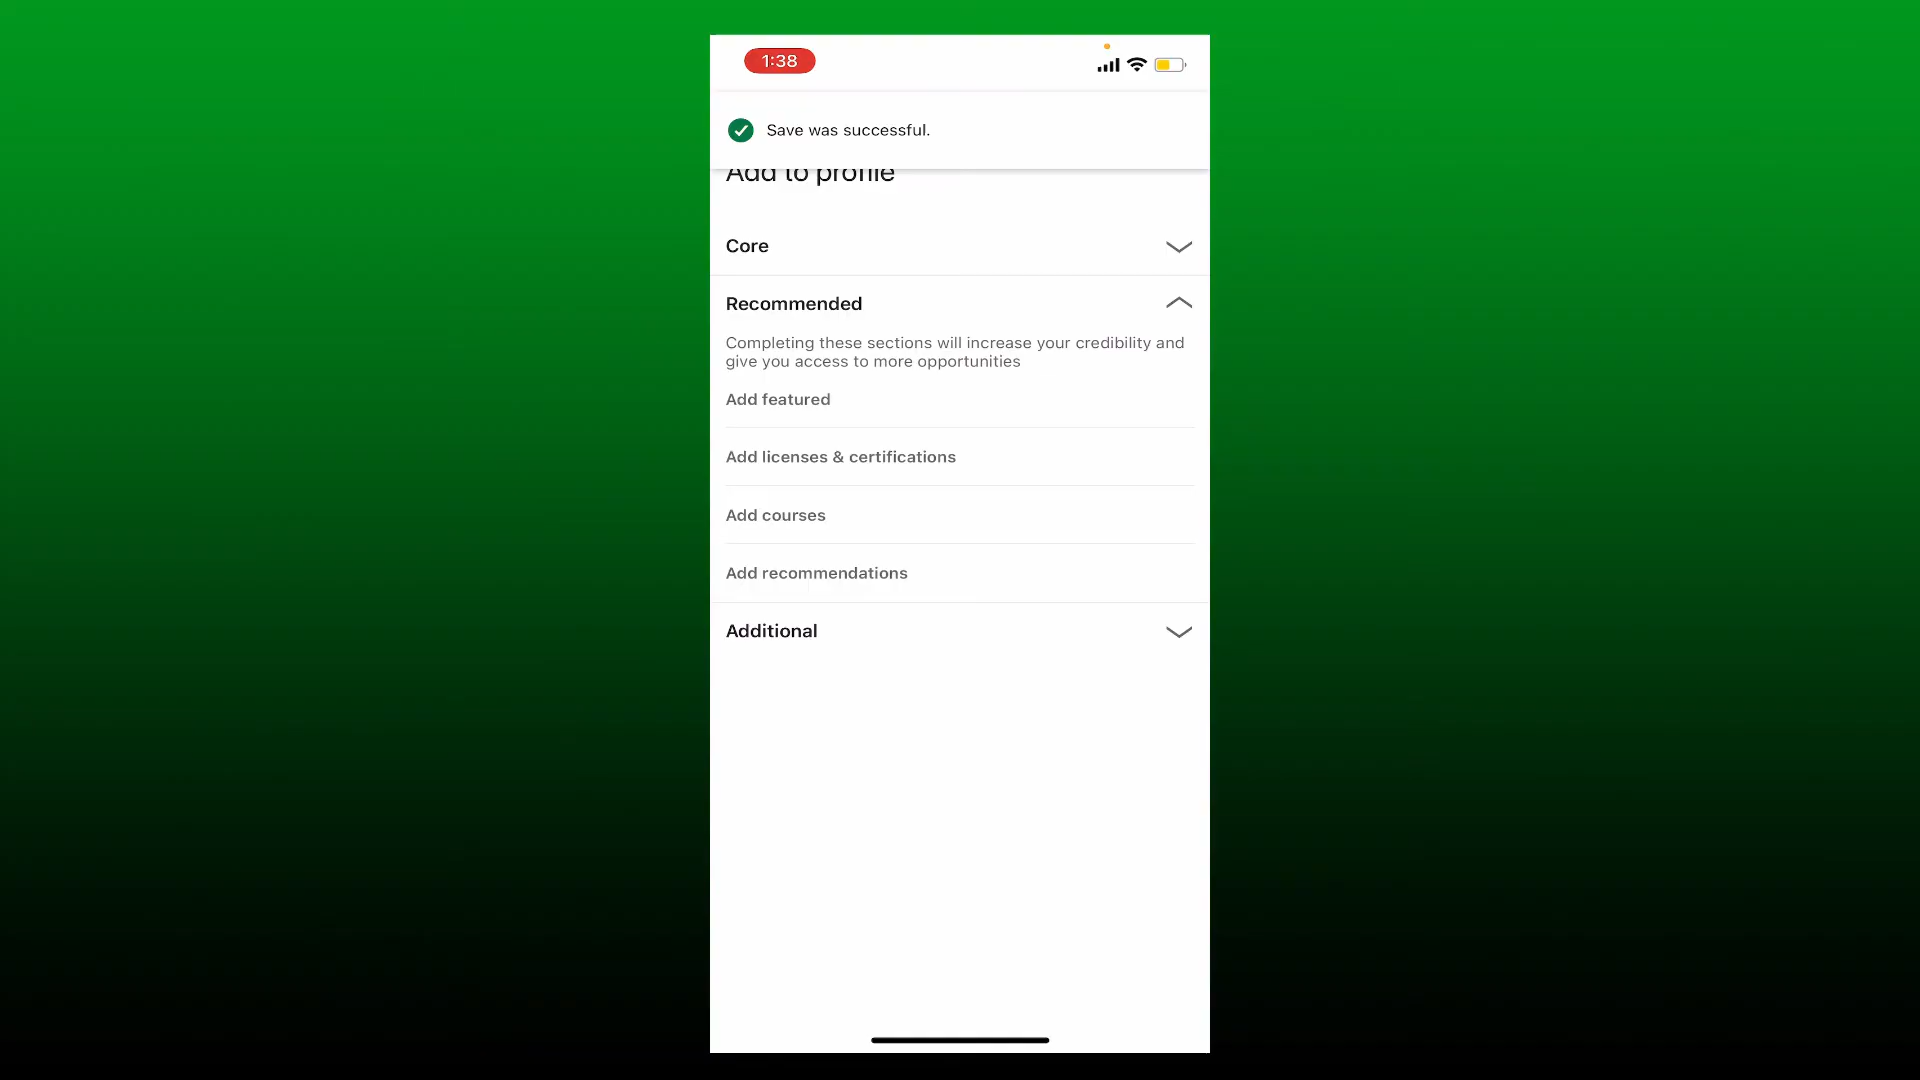 1:38
Save was successful.
Add to profile
Core
Recommended
Completing these sections will increase your credibility and
give you access to more opportunities
Add featured
Add licenses & certifications
Add courses
Add recommendations
Additional